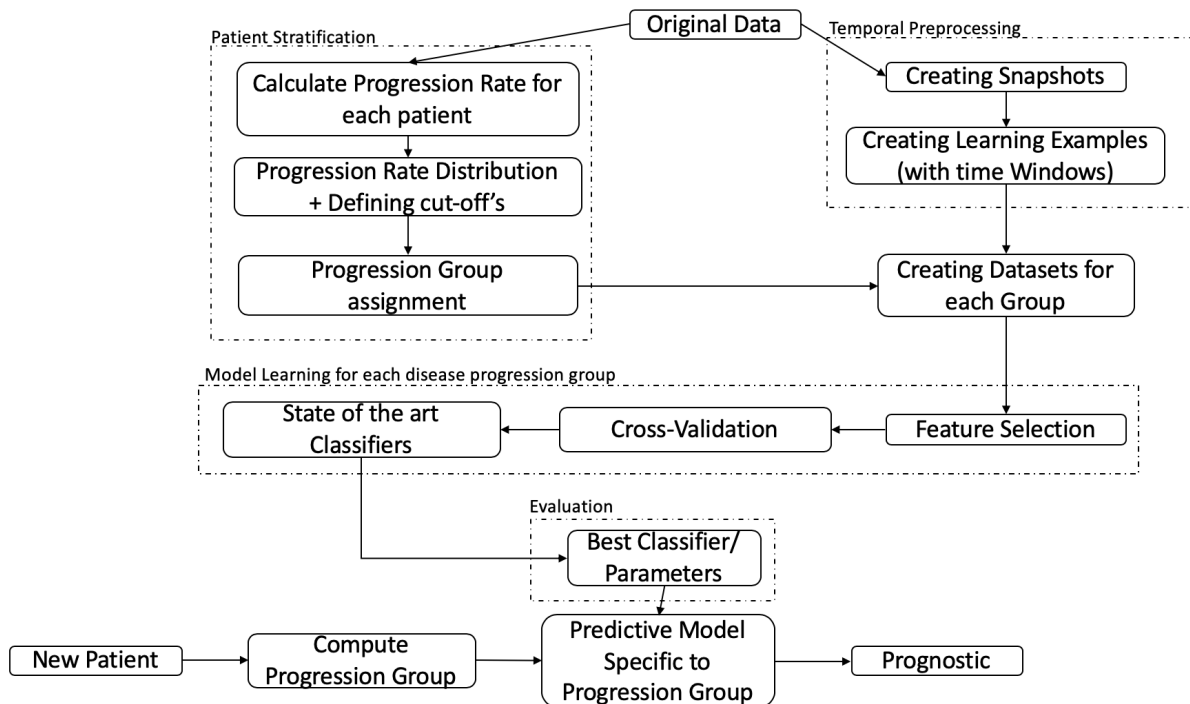 Original Data
Patient Stratification
Temporal Preprocessing
Calculate Progression Rate for
each patient
Creating Snapshots
Progression Rate Distribution
+ Defining cut-off’s
Creating Learning Examples
(with time Windows)
Progression Group
assignment
Creating Datasets for
each Group
Model Learning for each disease progression group
State of the art
Classifiers
Cross-Validation
Feature Selection
Evaluation
Best Classifier/
Parameters
New Patient
Compute
Progression Group
Predictive Model
Specific to
Progression Group
Prognostic